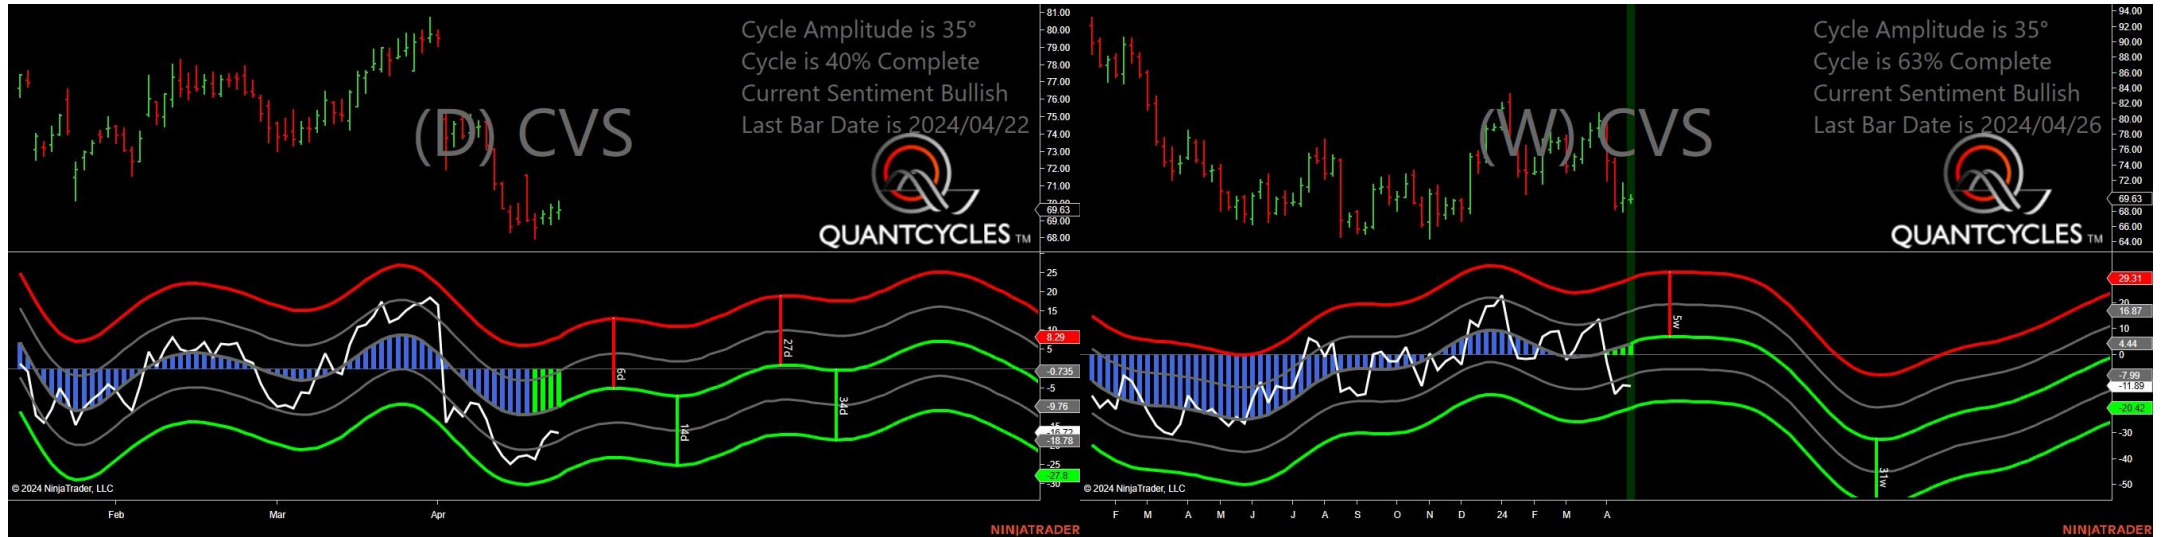 Cycle Amplitude is 35°
Cycle is 40% Complete
Current Sentiment Bullish
Last Bar Date is 2024/04/22
(D) CVS
QUANTCYCLES TM
81.00
80.00
79.00
78.00
77.00
76.00
75.00
74.00
73.00
72.00
71.00
69.63
69.00
68.00
25
20
15
10
8.29
5
-0.735
-5
-9.76
-16.72
-18.78
-25
-27.8
-30
6d
14d
27d
34d
© 2024 NinjaTrader, LLC
Feb Mar Apr
NINJATRADER
Cycle Amplitude is 35°
Cycle is 63% Complete
Current Sentiment Bullish
Last Bar Date is 2024/04/26
(W) CVS
QUANTCYCLES TM
94.00
92.00
90.00
88.00
86.00
84.00
82.00
80.00
78.00
76.00
74.00
72.00
69.63
68.00
66.00
64.00
29.31
20
16.87
10
4.44
0
-7.99
-11.89
-20.42
-30
-40
-50
5w
31w
© 2024 NinjaTrader, LLC
F M A M J J A S O N D 24 F M A
NINJATRADER